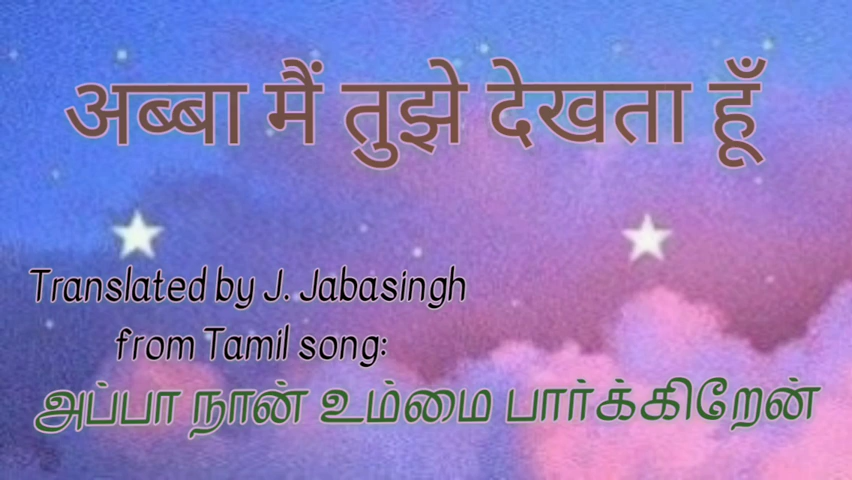 अब्बा मैं तुझे देखता हूँ
Translated by J. Jabasingh
from Tamil song:
அப்பா நான் உம்மை பார்க்கிறேன்